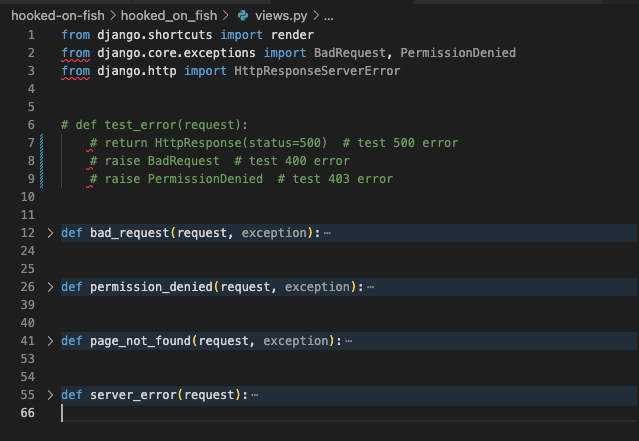 hooked-on-fish > hooked_on_fish > views.py > ...
1 from django.shortcuts import render
2 from django.core.exceptions import BadRequest, PermissionDenied
3 from django.http import HttpResponseServerError
4
5
6 # def test_error(request):
7     # return HttpResponse(status=500)  # test 500 error
8     # raise BadRequest  # test 400 error
9     # raise PermissionDenied  # test 403 error
10
11
12 > def bad_request(request, exception):⋯
24
25
26 > def permission_denied(request, exception):⋯
39
40
41 > def page_not_found(request, exception):⋯
53
54
55 > def server_error(request):⋯
66